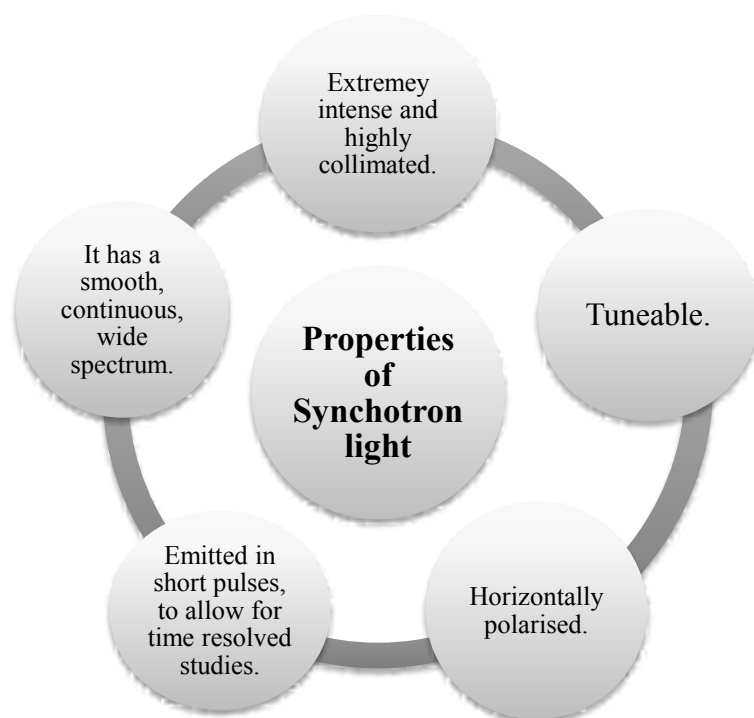 Extremey
intense and
highly
collimated.
Tuneable.
Horizontally
polarised.
Emitted in
short pulses,
to allow for
time resolved
studies.
It has a
smooth,
continuous,
wide
spectrum.
Properties
of
Synchotron
light